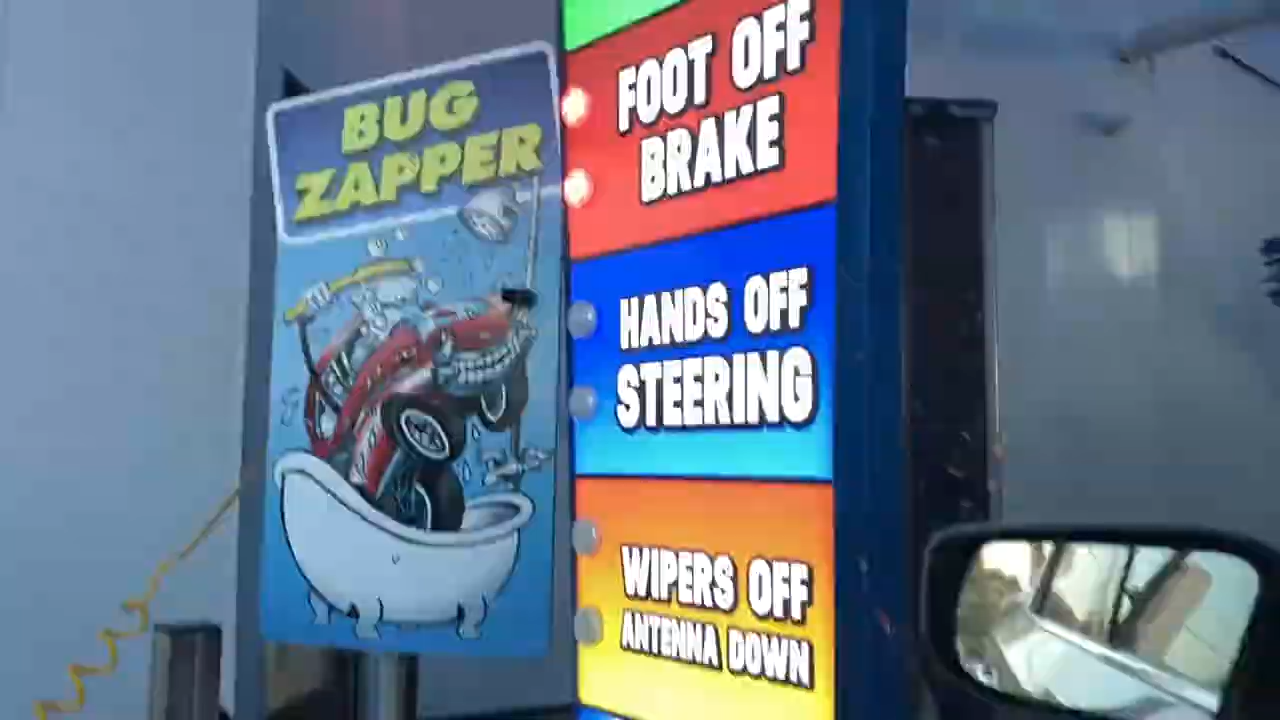 BUG
ZAPPER
FOOT OFF
BRAKE
HANDS OFF
STEERING
WIPERS OFF
ANTENNA DOWN